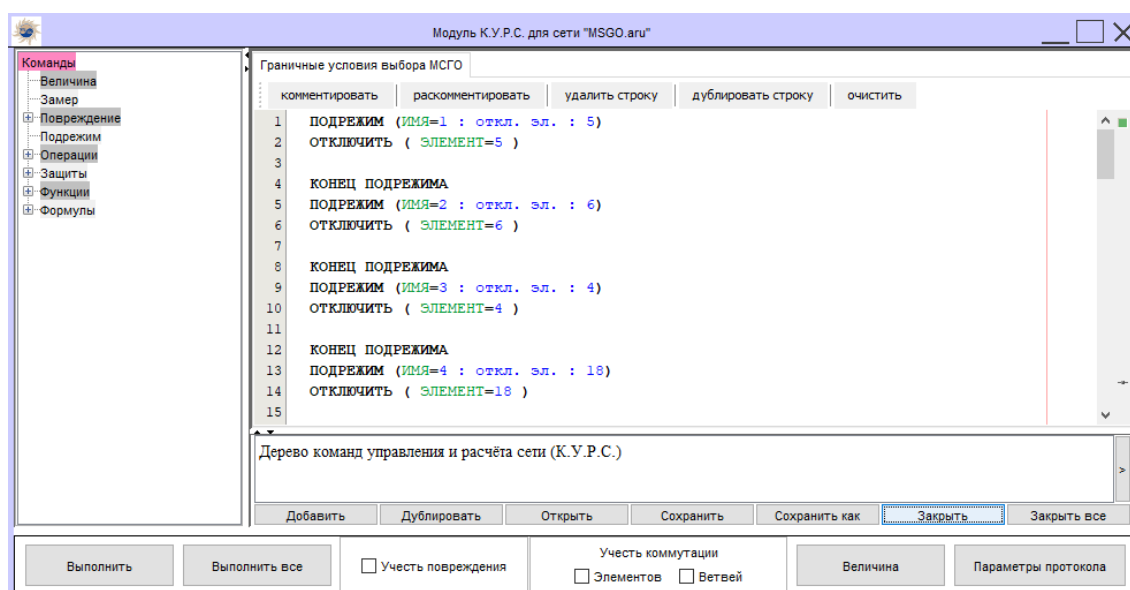 Модуль К.У.Р.С. для сети "MSGO.aru"
Команды
Величина
Замер
Повреждение
Подрежим
Операции
Защиты
Функции
Формулы
Граничные условия выбора МСГО
комментировать раскомментировать удалить строку дублировать строку очистить
1 ПОДРЕЖИМ (ИМЯ=1 : откл. эл. : 5)
2 ОТКЛЮЧИТЬ ( ЭЛЕМЕНТ=5 )
3
4 КОНЕЦ ПОДРЕЖИМА
5 ПОДРЕЖИМ (ИМЯ=2 : откл. эл. : 6)
6 ОТКЛЮЧИТЬ ( ЭЛЕМЕНТ=6 )
7
8 КОНЕЦ ПОДРЕЖИМА
9 ПОДРЕЖИМ (ИМЯ=3 : откл. эл. : 4)
10 ОТКЛЮЧИТЬ ( ЭЛЕМЕНТ=4 )
11
12 КОНЕЦ ПОДРЕЖИМА
13 ПОДРЕЖИМ (ИМЯ=4 : откл. эл. : 18)
14 ОТКЛЮЧИТЬ ( ЭЛЕМЕНТ=18 )
15
Дерево команд управления и расчёта сети (К.У.Р.С.)
>
Добавить Дублировать Открыть Сохранить Сохранить как Закрыть Закрыть все
Выполнить Выполнить все Учесть повреждения Учесть коммутации Величина Параметры протокола
Элементов Ветвей